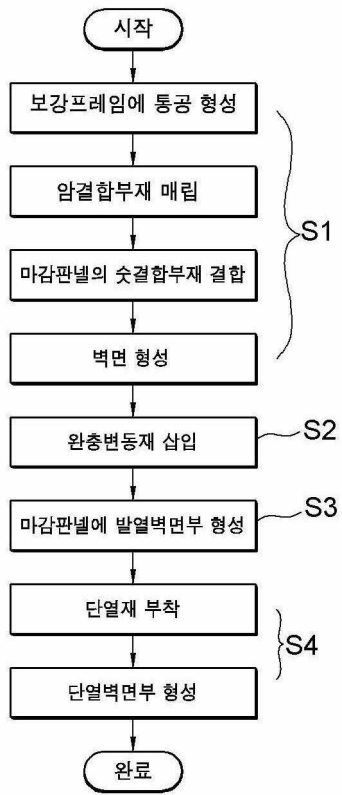 시작
보강프레임에 통공 형성
암결합부재 매립
S1
마감판넬의 숫결합부재 결합
벽면 형성
완충변동재 삽입
S2
마감판넬에 발열벽면부 형성
S3
단열재 부착
S4
단열벽면부 형성
완료